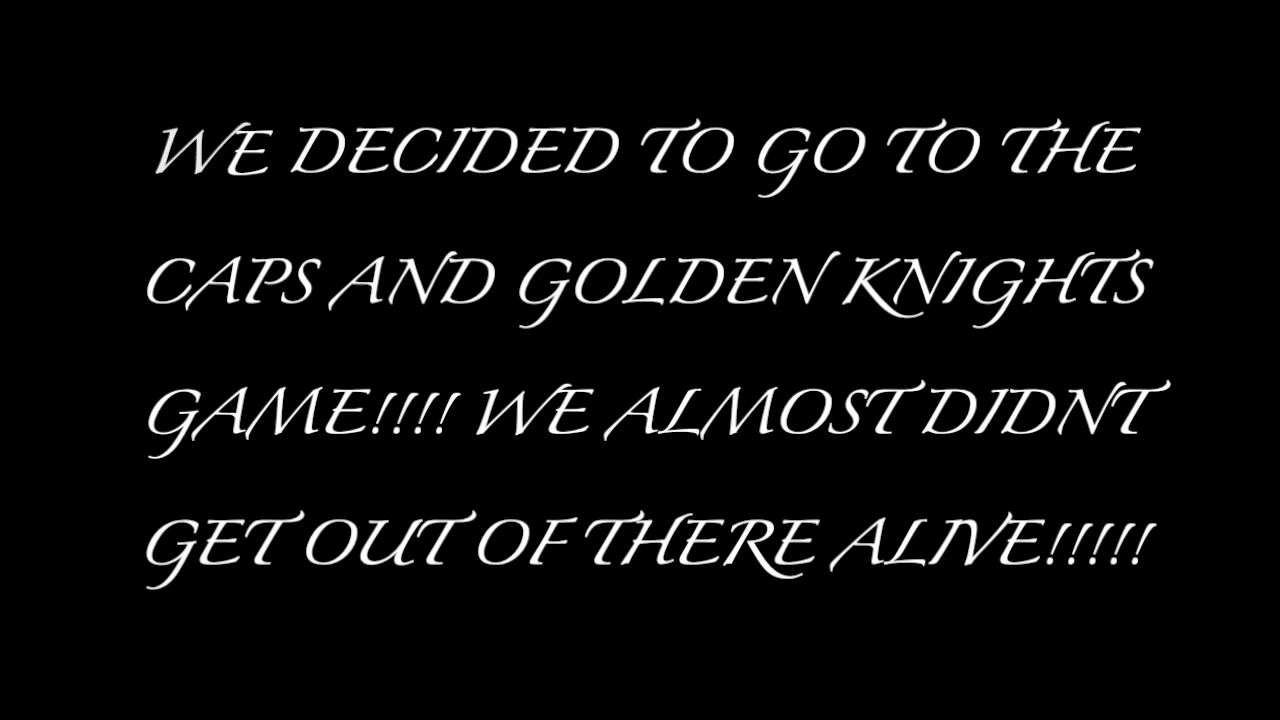 WE DECIDED TO GO TO THE
CAPS AND GOLDEN KNIGHTS
GAME!!!! WE ALMOST DIDNT
GET OUT OF THERE ALIVE!!!!!